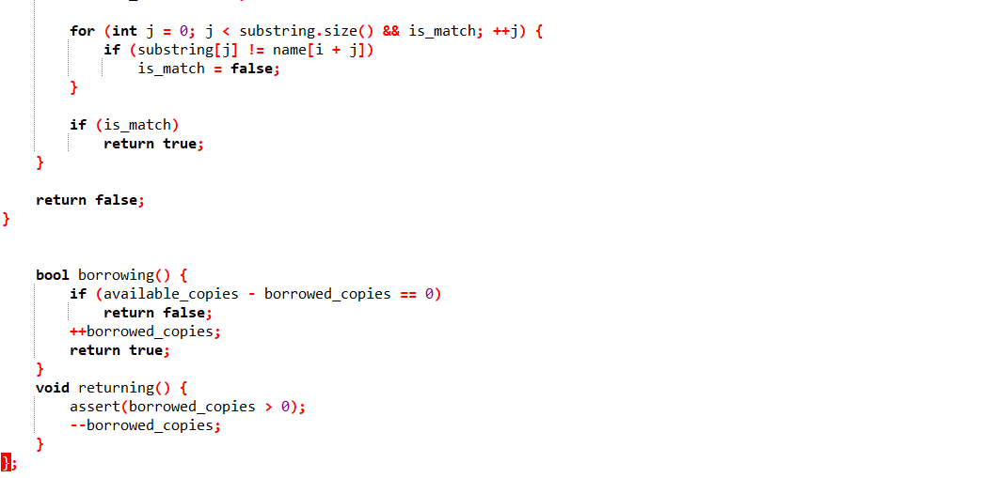 for (int j = 0; j < substring.size() && is_match; ++j) {
if (substring[j] != name[i + j])
is_match = false;
}
if (is_match)
return true;
}
return false;
}
bool borrowing() {
if (available_copies - borrowed_copies == 0)
return false;
++borrowed_copies;
return true;
}
void returning() {
assert(borrowed_copies > 0);
--borrowed_copies;
}
};